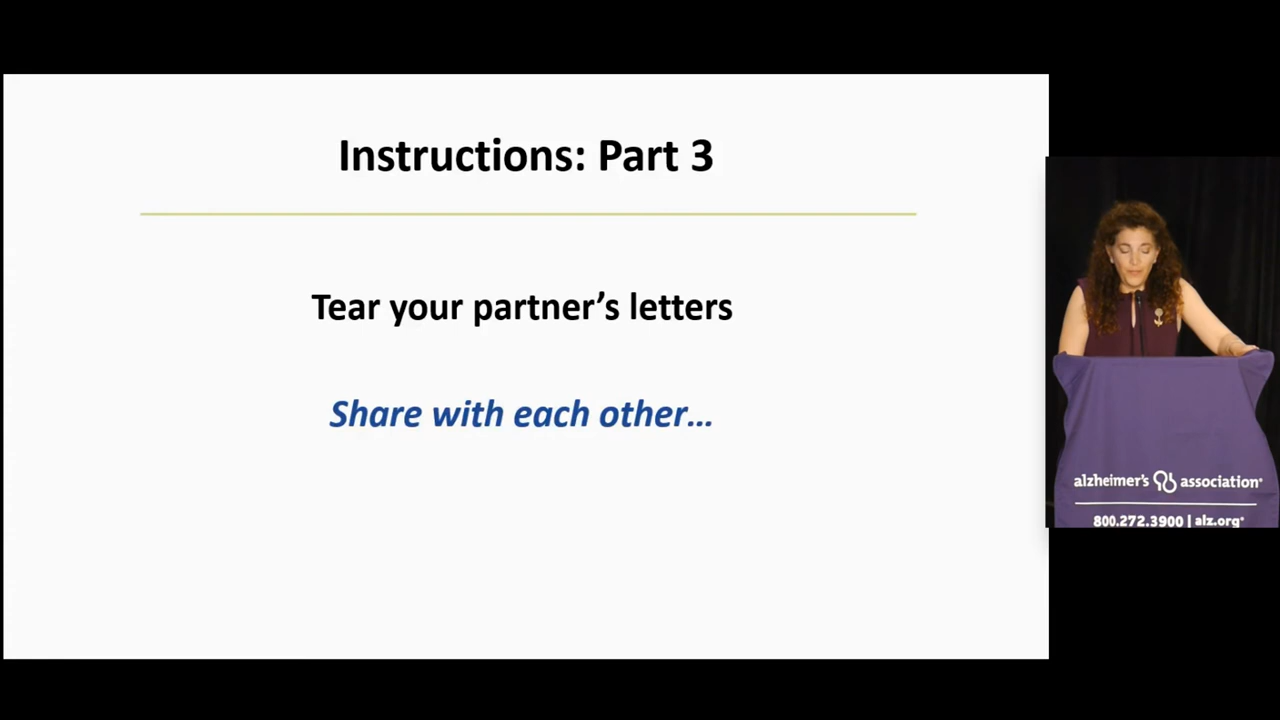 Instructions: Part 3
Tear your partner’s letters
Share with each other...
alzheimer's association®
800.272.3900 | alz.org®